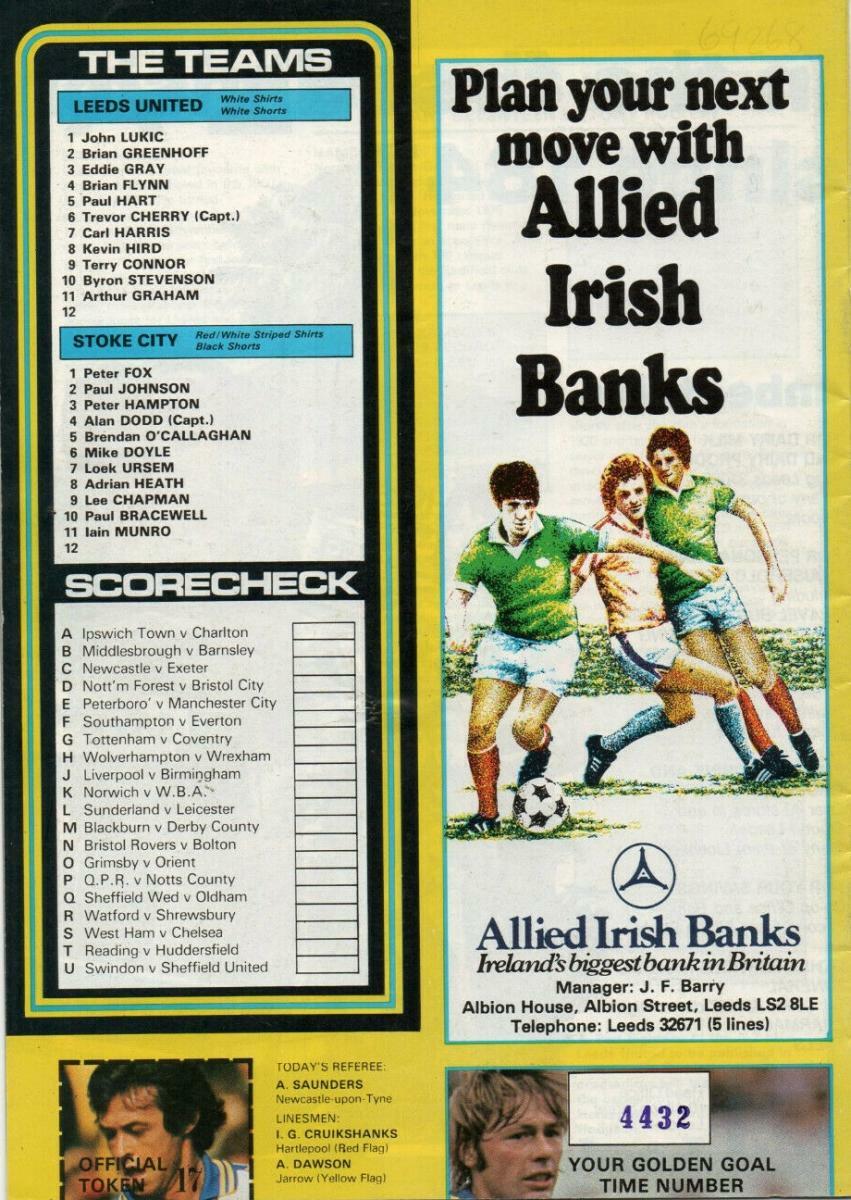 THE TEAMS
LEEDS UNITED White Shirts
White Shorts
1 John LUKIC
2 Brian GREENHOFF
3 Eddie GRAY
4 Brian FLYNN
5 Paul HART
6 Trevor CHERRY (Capt.)
7 Carl HARRIS
8 Kevin HIRD
9 Terry CONNOR
10 Byron STEVENSON
11 Arthur GRAHAM
12
STOKE CITY Red/White Striped Shirts
Black Shorts
1 Peter FOX
2 Paul JOHNSON
3 Peter HAMPTON
4 Alan DODD (Capt.)
5 Brendan O'CALLAGHAN
6 Mike DOYLE
7 Loek URSEM
8 Adrian HEATH
9 Lee CHAPMAN
10 Paul BRACEWELL
11 Iain MUNRO
12
SCORECHECK
A Ipswich Town v Charlton
B Middlesbrough v Barnsley
C Newcastle v Exeter
D Nott'm Forest v Bristol City
E Peterboro' v Manchester City
F Southampton v Everton
G Tottenham v Coventry
H Wolverhampton v Wrexham
J Liverpool v Birmingham
K Norwich v W.B.A.
L Sunderland v Leicester
M Blackburn v Derby County
N Bristol Rovers v Bolton
O Grimsby v Orient
P Q.P.R. v Notts County
Q Sheffield Wed v Oldham
R Watford v Shrewsbury
S West Ham v Chelsea
T Reading v Huddersfield
U Swindon v Sheffield United
OFFICIAL
TOKEN 17
TODAY'S REFEREE:
A. SAUNDERS
Newcastle-upon-Tyne
LINESMEN:
I. G. CRUIKSHANKS
Hartlepool (Red Flag)
A. DAWSON
Jarrow (Yellow Flag)
69268
Plan your next
move with
Allied
Irish
Banks
Allied Irish Banks
Ireland's biggest bank in Britain
Manager: J. F. Barry
Albion House, Albion Street, Leeds LS2 8LE
Telephone: Leeds 32671 (5 lines)
4432
YOUR GOLDEN GOAL
TIME NUMBER